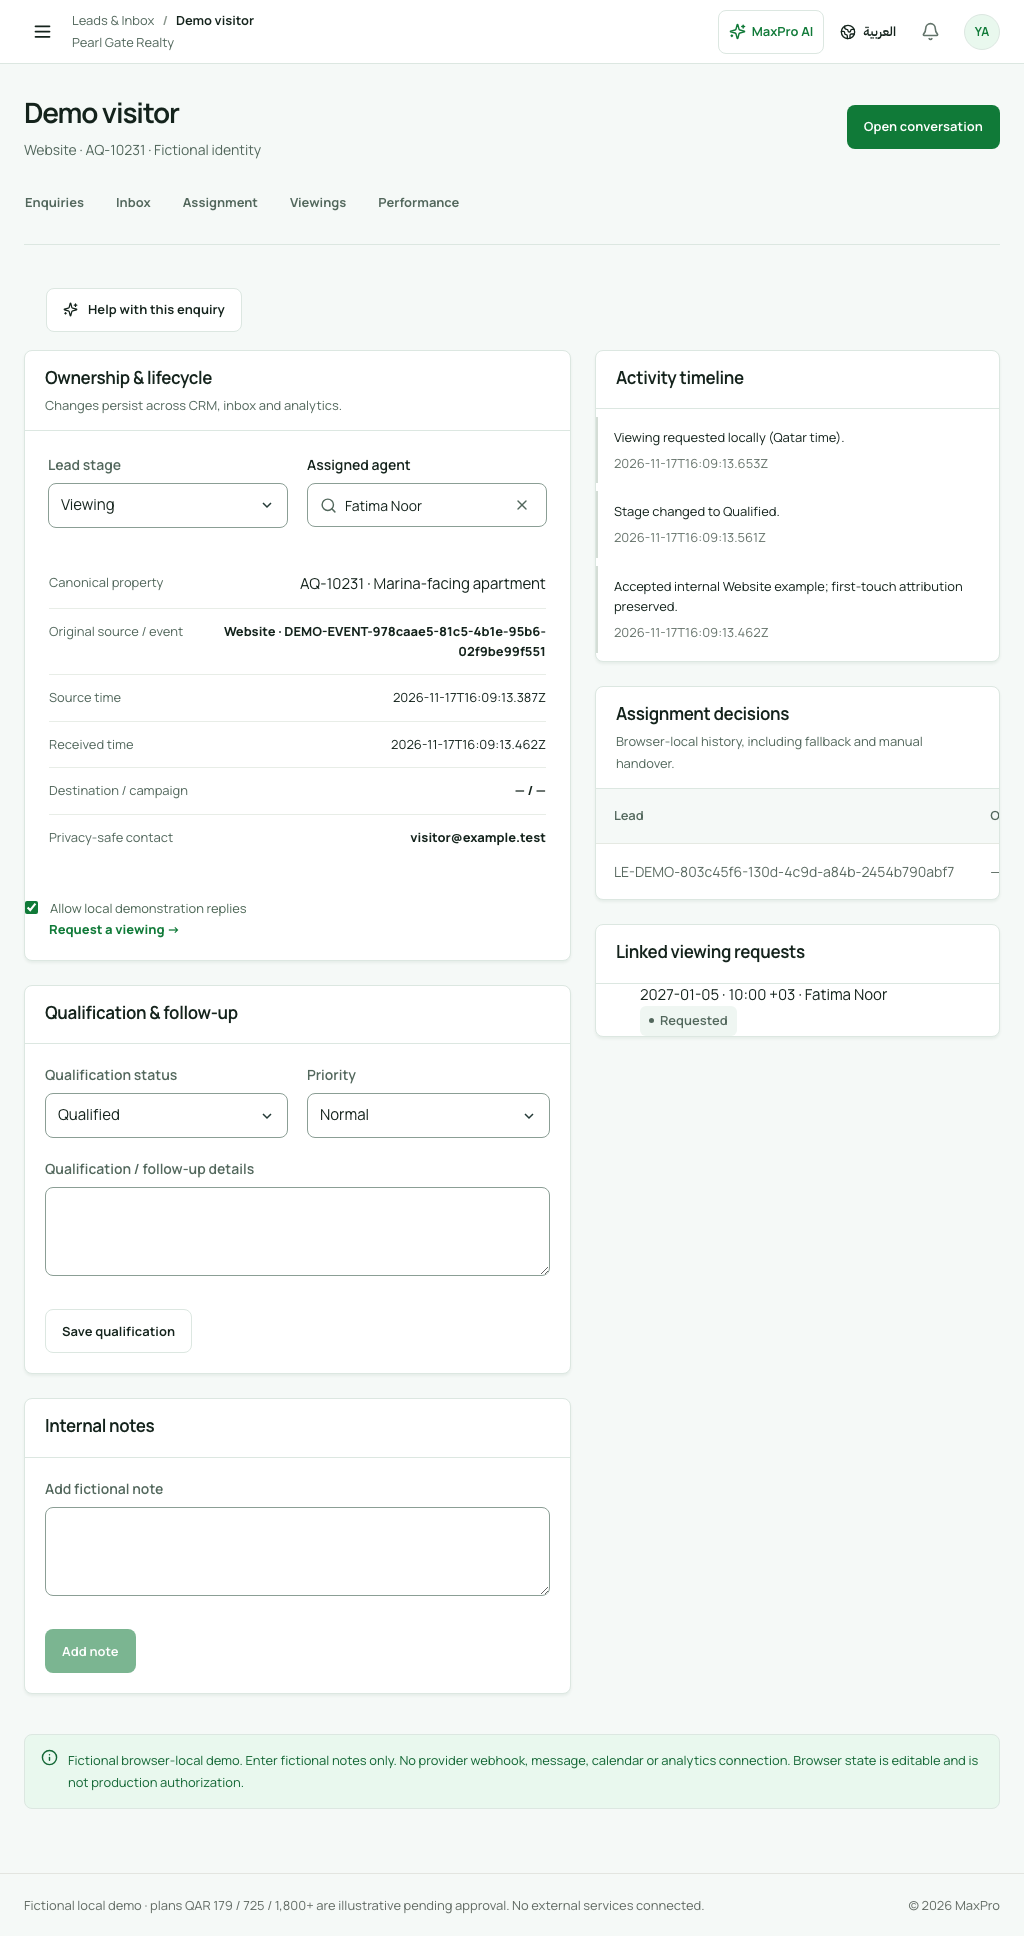 Leads & Inbox / Demo visitor
Pearl Gate Realty
MaxPro AI
العربية
YA
Demo visitor
Website · AQ-10231 · Fictional identity
Open conversation
Enquiries
Inbox
Assignment
Viewings
Performance
Help with this enquiry
Ownership & lifecycle
Changes persist across CRM, inbox and analytics.
Lead stage
Assigned agent
Viewing
Fatima Noor
Canonical property
AQ-10231 · Marina-facing apartment
Original source / event
Website · DEMO-EVENT-978caae5-81c5-4b1e-95b6-
02f9be99f551
Source time
2026-11-17T16:09:13.387Z
Received time
2026-11-17T16:09:13.462Z
Destination / campaign
— / —
Privacy-safe contact
visitor@example.test
Allow local demonstration replies
Request a viewing →
Qualification & follow-up
Qualification status
Priority
Qualified
Normal
Qualification / follow-up details
Save qualification
Internal notes
Add fictional note
Add note
Activity timeline
Viewing requested locally (Qatar time).
2026-11-17T16:09:13.653Z
Stage changed to Qualified.
2026-11-17T16:09:13.561Z
Accepted internal Website example; first-touch attribution
preserved.
2026-11-17T16:09:13.462Z
Assignment decisions
Browser-local history, including fallback and manual
handover.
Lead
LE-DEMO-803c45f6-130d-4c9d-a84b-2454b790abf7
—
Linked viewing requests
2027-01-05 · 10:00 +03 · Fatima Noor
Requested
Fictional browser-local demo. Enter fictional notes only. No provider webhook, message, calendar or analytics connection. Browser state is editable and is
not production authorization.
Fictional local demo · plans QAR 179 / 725 / 1,800+ are illustrative pending approval. No external services connected.
© 2026 MaxPro